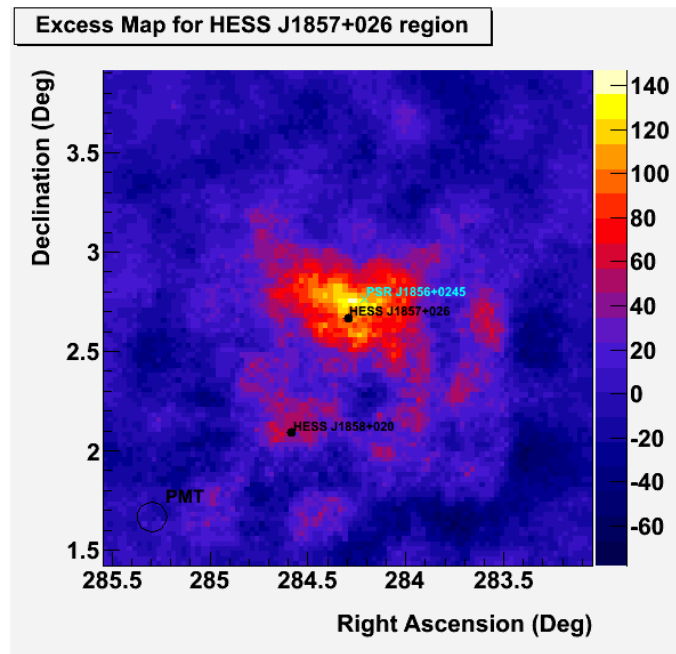 Excess Map for HESS J1857+026 region
Declination (Deg)
3.5
3
2.5
2
1.5
PSR J1856+0245
HESS J1857+026
HESS J1858+020
PMT
285.5 285 284.5 284 283.5
Right Ascension (Deg)
140
120
100
80
60
40
20
0
-20
-40
-60